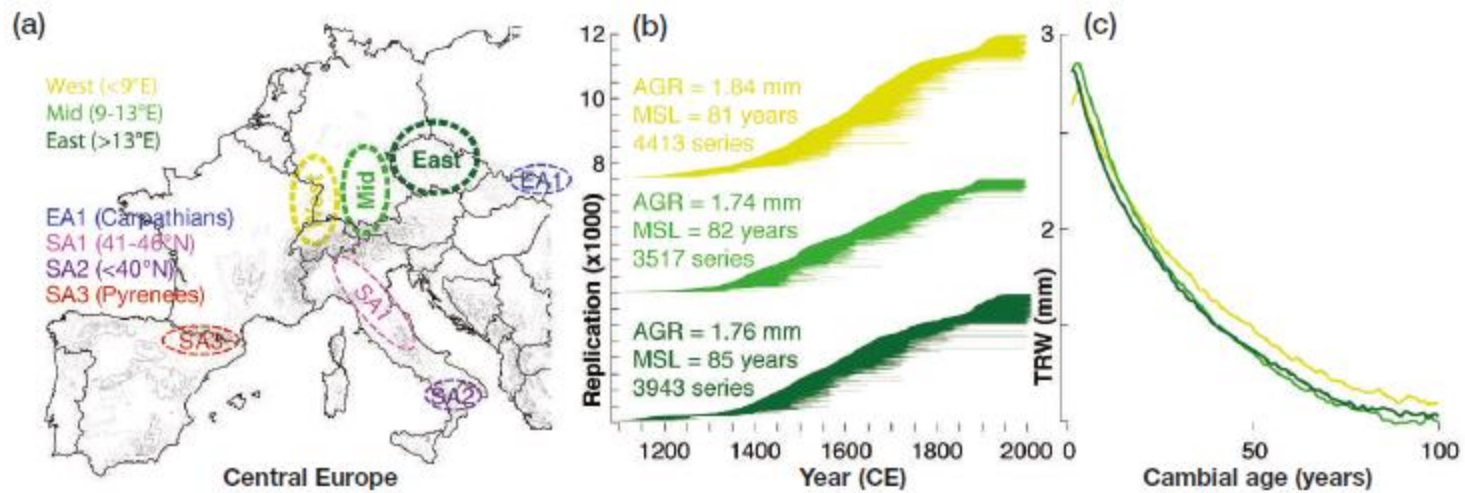 (a)
West (<9°E)
Mid (9-13°E)
East (>13°E)
EA1 (Carpathians)
SA1 (41-46°N)
SA2 (<40°N)
SA3 (Pyrenees)
Mid
East
EA1
SA1
SA3
SA2
Central Europe
(b)
Replication (x1000)
12
10
8
AGR = 1.84 mm
MSL = 81 years
4413 series
AGR = 1.74 mm
MSL = 82 years
3517 series
AGR = 1.76 mm
MSL = 85 years
3943 series
1200 1400 1600 1800 2000
Year (CE)
(c)
TRW (mm)
3
2
0 50 100
Cambial age (years)